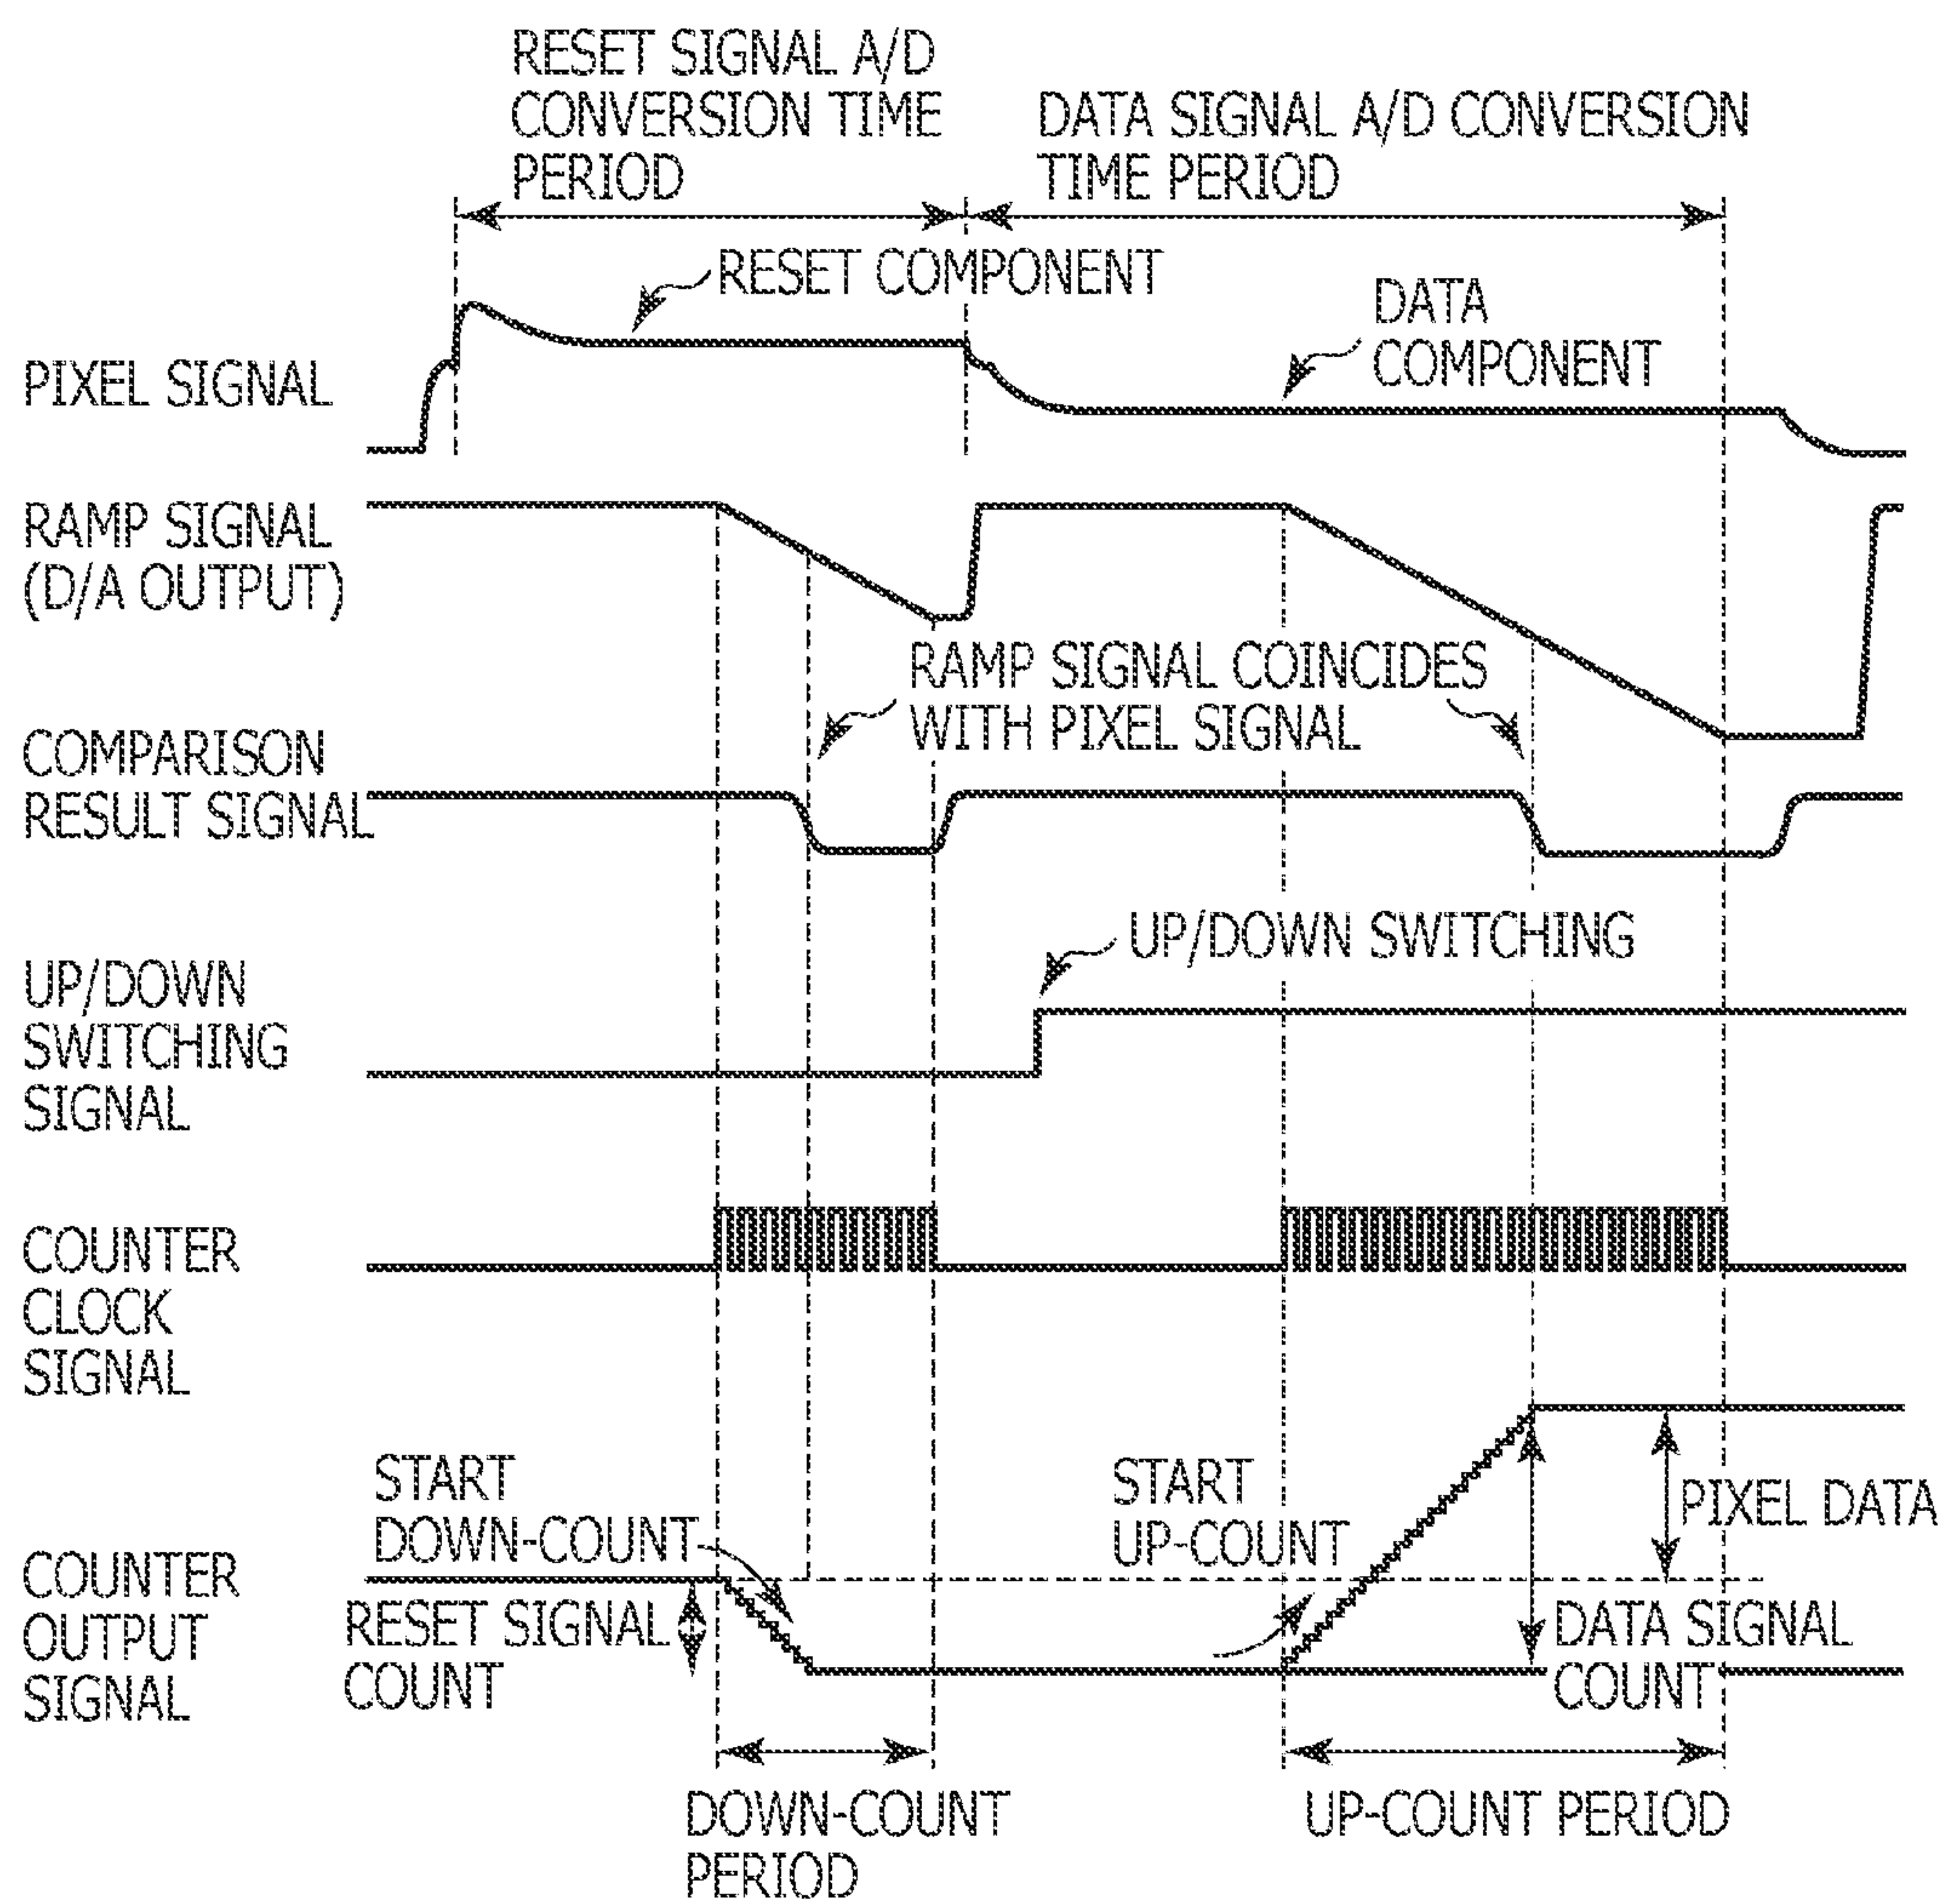 RESET SIGNAL A/D
CONVERSION TIME
PERIOD
DATA SIGNAL A/D CONVERSION
TIME PERIOD
RESET COMPONENT
DATA
COMPONENT
PIXEL SIGNAL
RAMP SIGNAL
(D/A OUTPUT)
RAMP SIGNAL COINCIDES
WITH PIXEL SIGNAL
COMPARISON
RESULT SIGNAL
UP/DOWN SWITCHING
UP/DOWN
SWITCHING
SIGNAL
COUNTER
CLOCK
SIGNAL
START
DOWN-COUNT
START
UP-COUNT
PIXEL DATA
COUNTER
OUTPUT
SIGNAL
RESET SIGNAL
COUNT
DATA SIGNAL
COUNT
DOWN-COUNT
PERIOD
UP-COUNT PERIOD